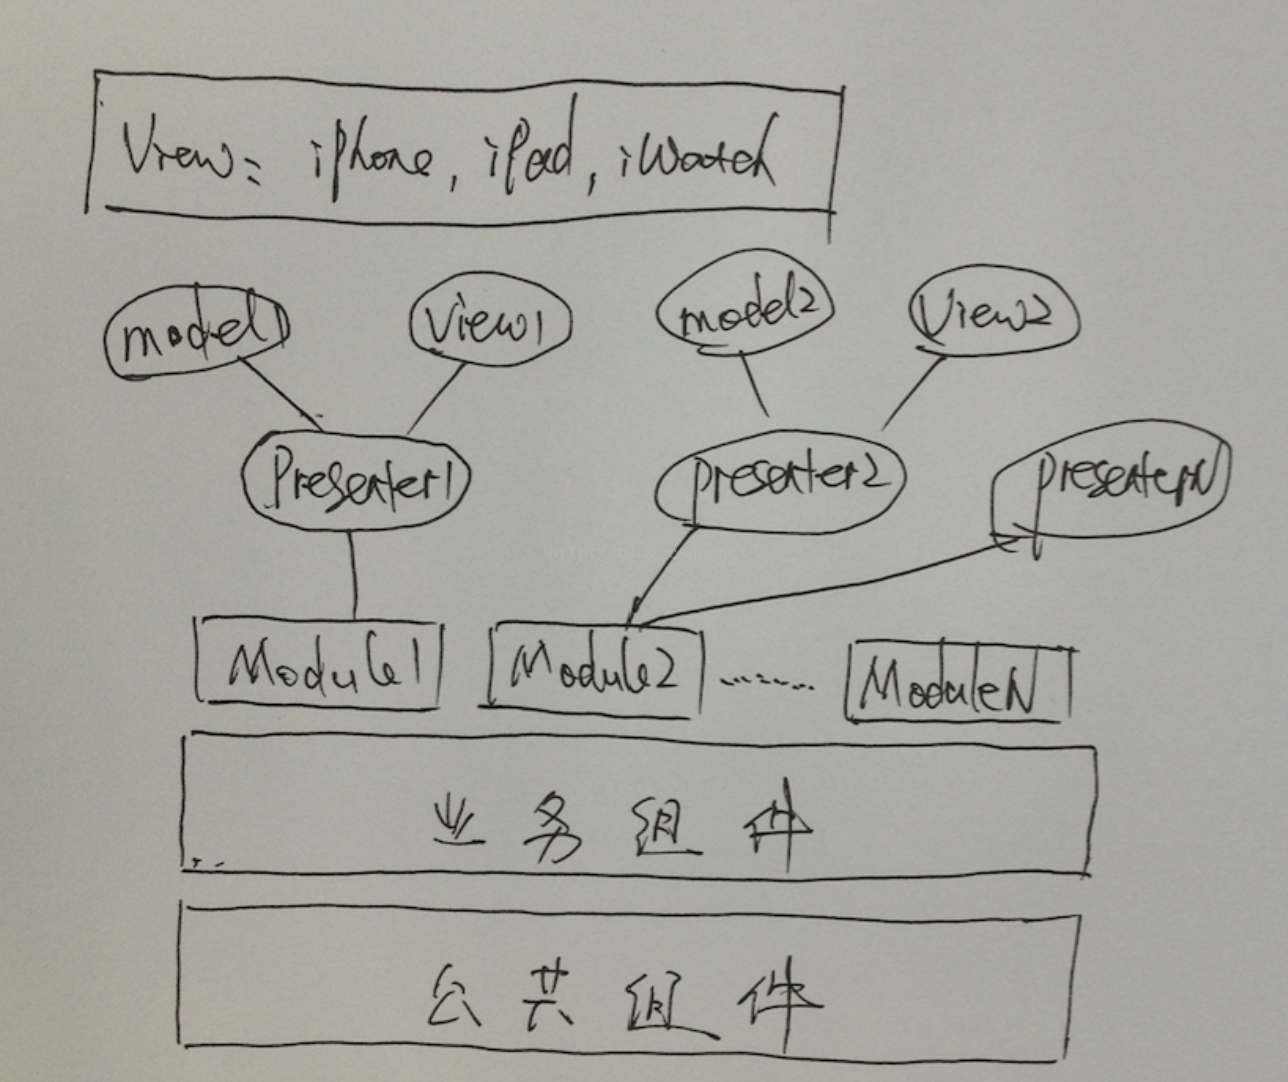 View: iPhone, iPad, iWatch
model1 View1 model2 View2
Presenter1 presenter2 presenterN
Module1 Module2 ······· ModuleN
业务组件
公共组件